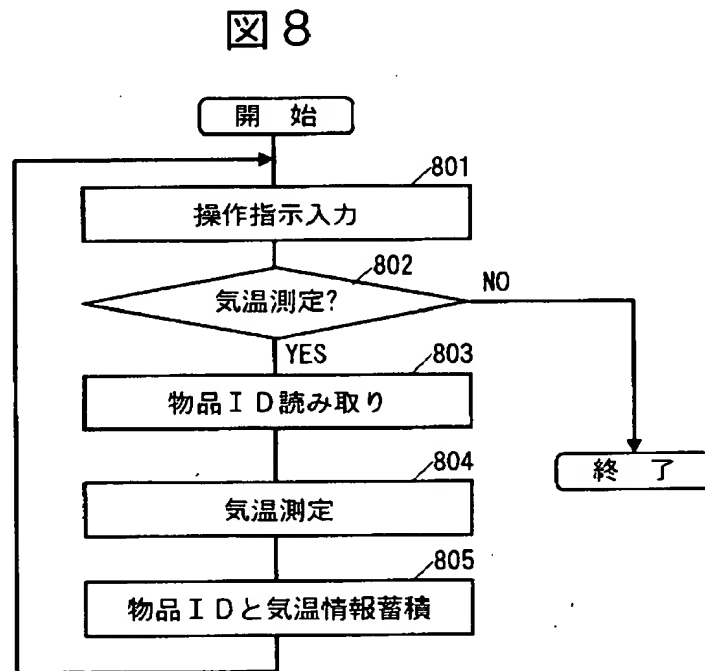 図 8
開 始
801
操作指示入力
802
気温測定?
NO
YES
803
物品ＩＤ読み取り
804
終 了
気温測定
805
物品ＩＤと気温情報蓄積